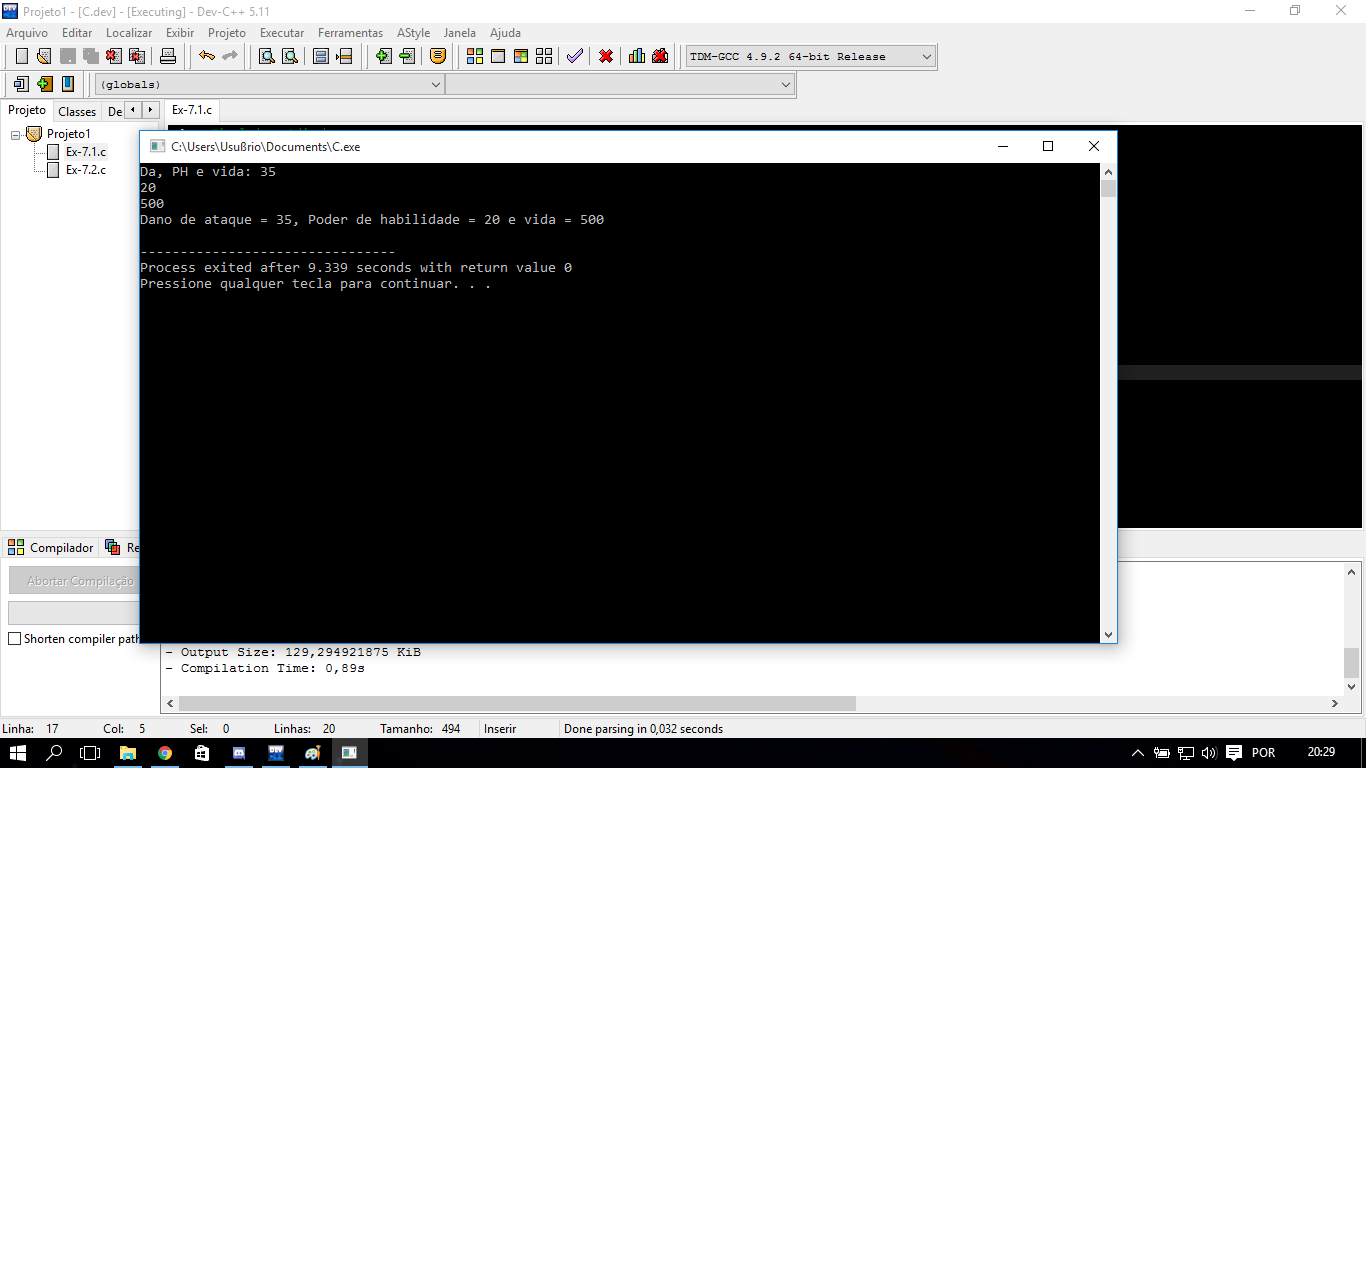 Projeto1 - [C.dev] - [Executing] - Dev-C++ 5.11
Arquivo Editar Localizar Exibir Projeto Executar Ferramentas AStyle Janela Ajuda
TDM-GCC 4.9.2 64-bit Release
(globals)
Projeto Classes De
Ex-7.1.c
Projeto1
Ex-7.1.c
Ex-7.2.c
C:\Users\Usußrio\Documents\C.exe
Da, PH e vida: 35
20
500
Dano de ataque = 35, Poder de habilidade = 20 e vida = 500
--------------------------------
Process exited after 9.339 seconds with return value 0
Pressione qualquer tecla para continuar. . .
Compilador Re
Abortar Compilação
Shorten compiler path
- Output Size: 129,294921875 KiB
- Compilation Time: 0,89s
Linha: 17 Col: 5 Sel: 0 Linhas: 20 Tamanho: 494 Inserir Done parsing in 0,032 seconds
POR 20:29